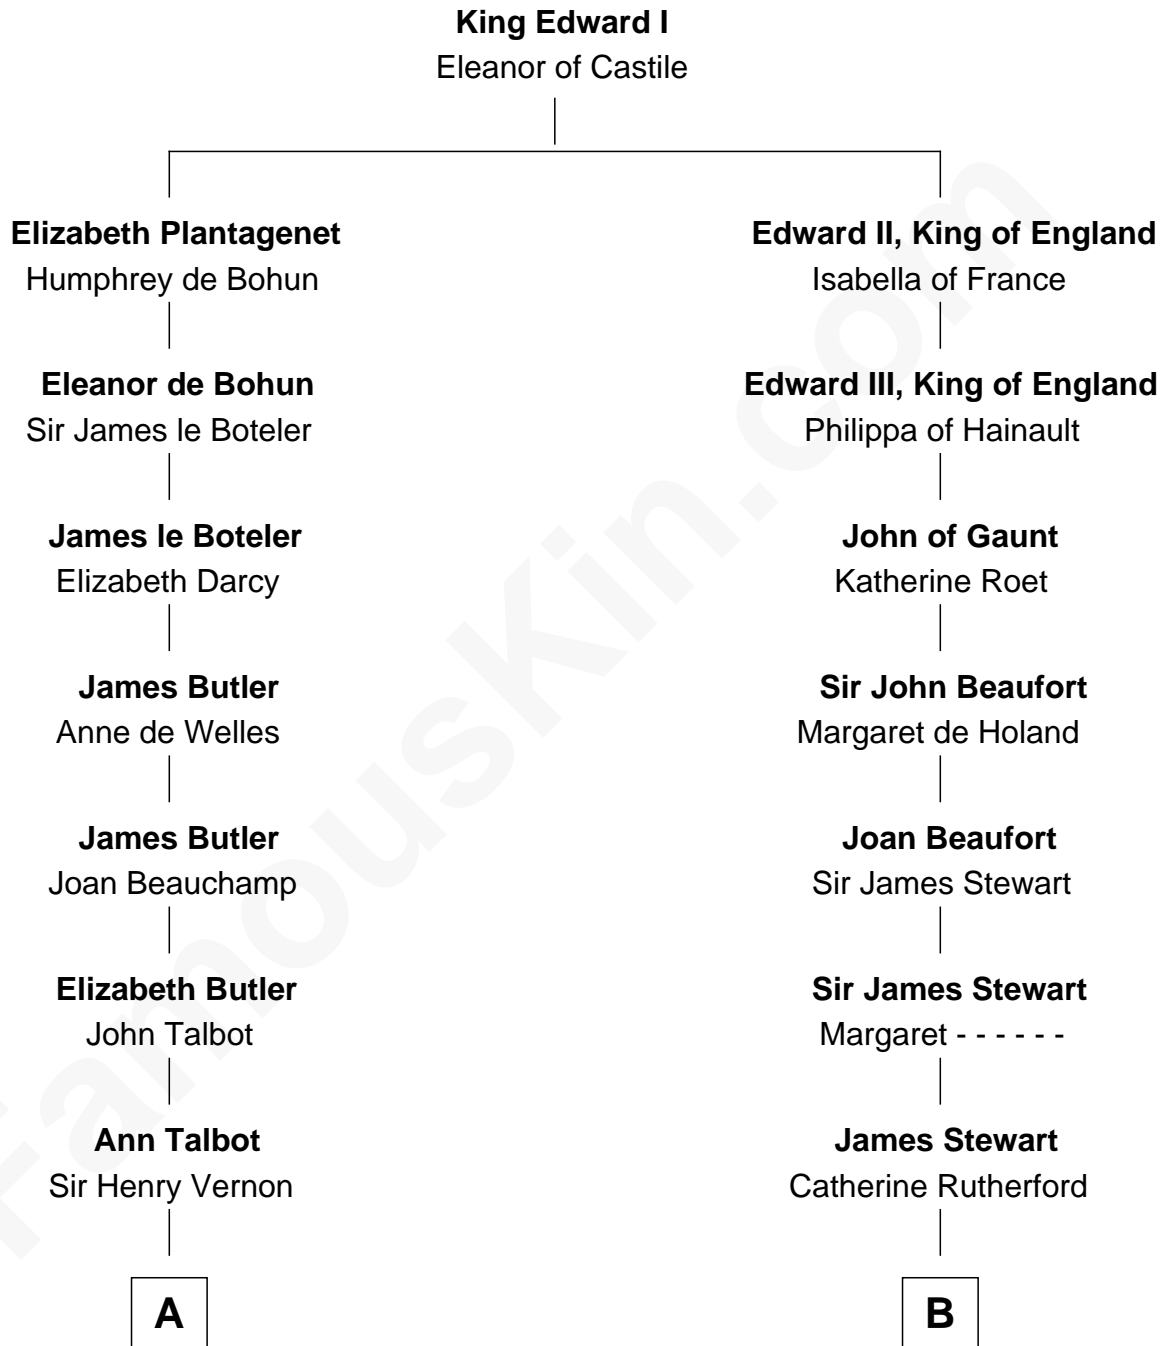 King Edward I
Eleanor of Castile
Elizabeth Plantagenet
Humphrey de Bohun
Edward II, King of England
Isabella of France
Eleanor de Bohun
Sir James le Boteler
Edward III, King of England
Philippa of Hainault
James le Boteler
Elizabeth Darcy
John of Gaunt
Katherine Roet
James Butler
Anne de Welles
Sir John Beaufort
Margaret de Holand
James Butler
Joan Beauchamp
Joan Beaufort
Sir James Stewart
Elizabeth Butler
John Talbot
Sir James Stewart
Margaret - - - - - -
Ann Talbot
Sir Henry Vernon
James Stewart
Catherine Rutherford
A
B
FamousKin.com